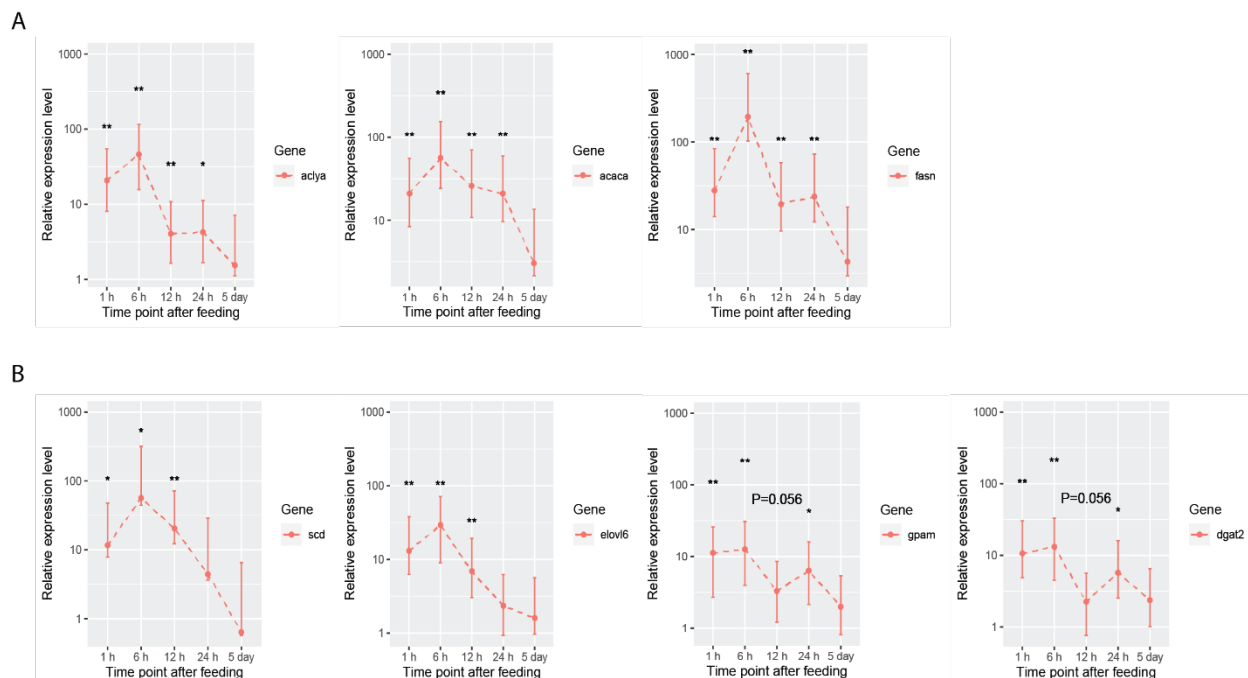 A
Relative expression level
1000
100
10
1
**
**
**
*
1 h 6 h 12 h 24 h 5 day
Time point after feeding
Gene
aclya
Relative expression level
1000
100
10
**
**
**
**
1 h 6 h 12 h 24 h 5 day
Time point after feeding
Gene
acaca
Relative expression level
1000
100
10
**
**
**
**
1 h 6 h 12 h 24 h 5 day
Time point after feeding
Gene
fasn
B
Relative expression level
1000
100
10
1
*
*
**
1 h 6 h 12 h 24 h 5 day
Time point after feeding
Gene
scd
Relative expression level
1000
100
10
1
**
**
**
1 h 6 h 12 h 24 h 5 day
Time point after feeding
Gene
elovl6
Relative expression level
1000
100
10
1
**
**
P=0.056
*
1 h 6 h 12 h 24 h 5 day
Time point after feeding
Gene
gpam
Relative expression level
1000
100
10
1
**
**
P=0.056
*
1 h 6 h 12 h 24 h 5 day
Time point after feeding
Gene
dgat2